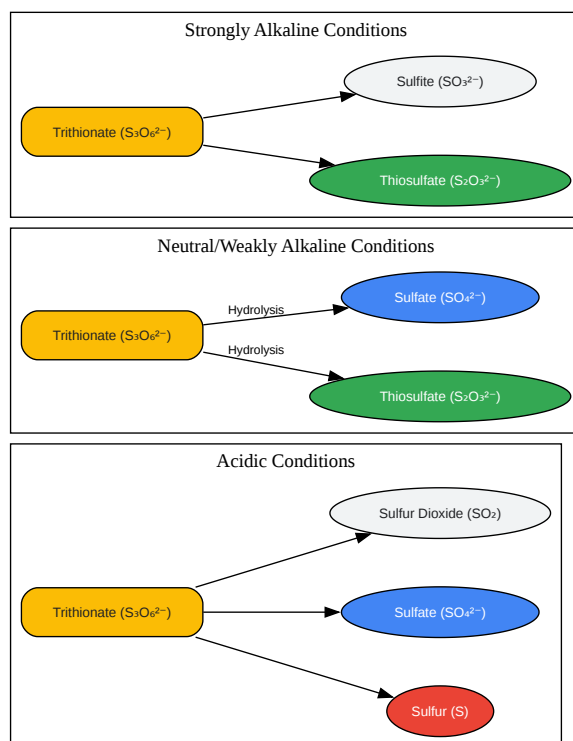 Strongly Alkaline Conditions
Sulfite (SO₃²⁻)
Trithionate (S₃O₆²⁻)
Thiosulfate (S₂O₃²⁻)
Neutral/Weakly Alkaline Conditions
Sulfate (SO₄²⁻)
Hydrolysis
Trithionate (S₃O₆²⁻)
Hydrolysis
Thiosulfate (S₂O₃²⁻)
Acidic Conditions
Sulfur Dioxide (SO₂)
Trithionate (S₃O₆²⁻)
Sulfate (SO₄²⁻)
Sulfur (S)